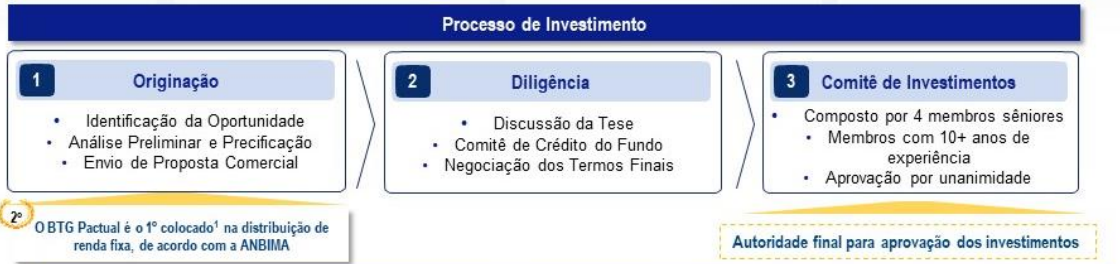 Processo de Investimento
1
Originação
• Identificação da Oportunidade
• Análise Preliminar e Precificação
• Envio de Proposta Comercial
2
Diligência
• Discussão da Tese
• Comitê de Crédito do Fundo
• Negociação dos Termos Finais
3
Comitê de Investimentos
• Composto por 4 membros sêniores
• Membros com 10+ anos de
experiência
• Aprovação por unanimidade
2º
O BTG Pactual é o 1º colocado¹ na distribuição de
renda fixa, de acordo com a ANBIMA
Autoridade final para aprovação dos investimentos